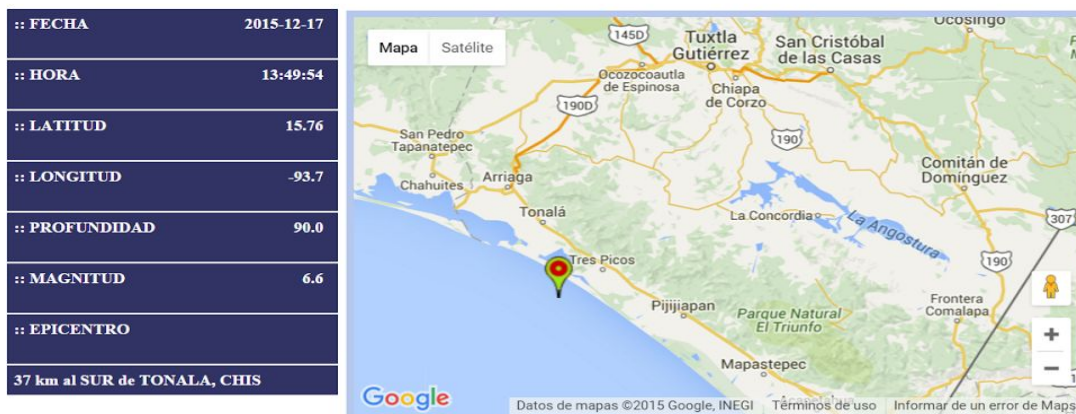 :: FECHA 2015-12-17
:: HORA 13:49:54
:: LATITUD 15.76
:: LONGITUD -93.7
:: PROFUNDIDAD 90.0
:: MAGNITUD 6.6
:: EPICENTRO
37 km al SUR de TONALA, CHIS
Mapa Satélite
145D
Ocosingo
Tuxtla
Gutiérrez
San Cristóbal
de las Casas
Ocozocoautla
de Espinosa
Chiapa
de Corzo
190D
190
San Pedro
Tapanatepec
Comitán de
Domínguez
Chahuites
Arriaga
Tonalá
La Concordia
La Angostura
307
Tres Picos
190
Pijijiapan
Parque Natural
El Triunfo
Frontera
Comalapa
+
Mapastepec
−
Google
Datos de mapas ©2015 Google, INEGI
Términos de uso
Informar de un error de Maps